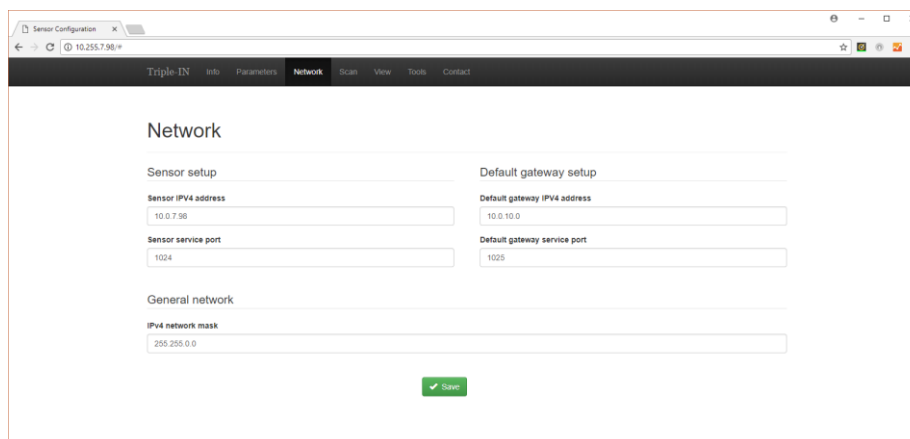 Sensor Configuration
10.255.7.98/#
Triple-IN Info Parameters Network Scan View Tools Contact
Network
Sensor setup
Default gateway setup
Sensor IPV4 address
Default gateway IPV4 address
10.0.7.98
10.0.10.0
Sensor service port
Default gateway service port
1024
1025
General network
IPv4 network mask
255.255.0.0
Save